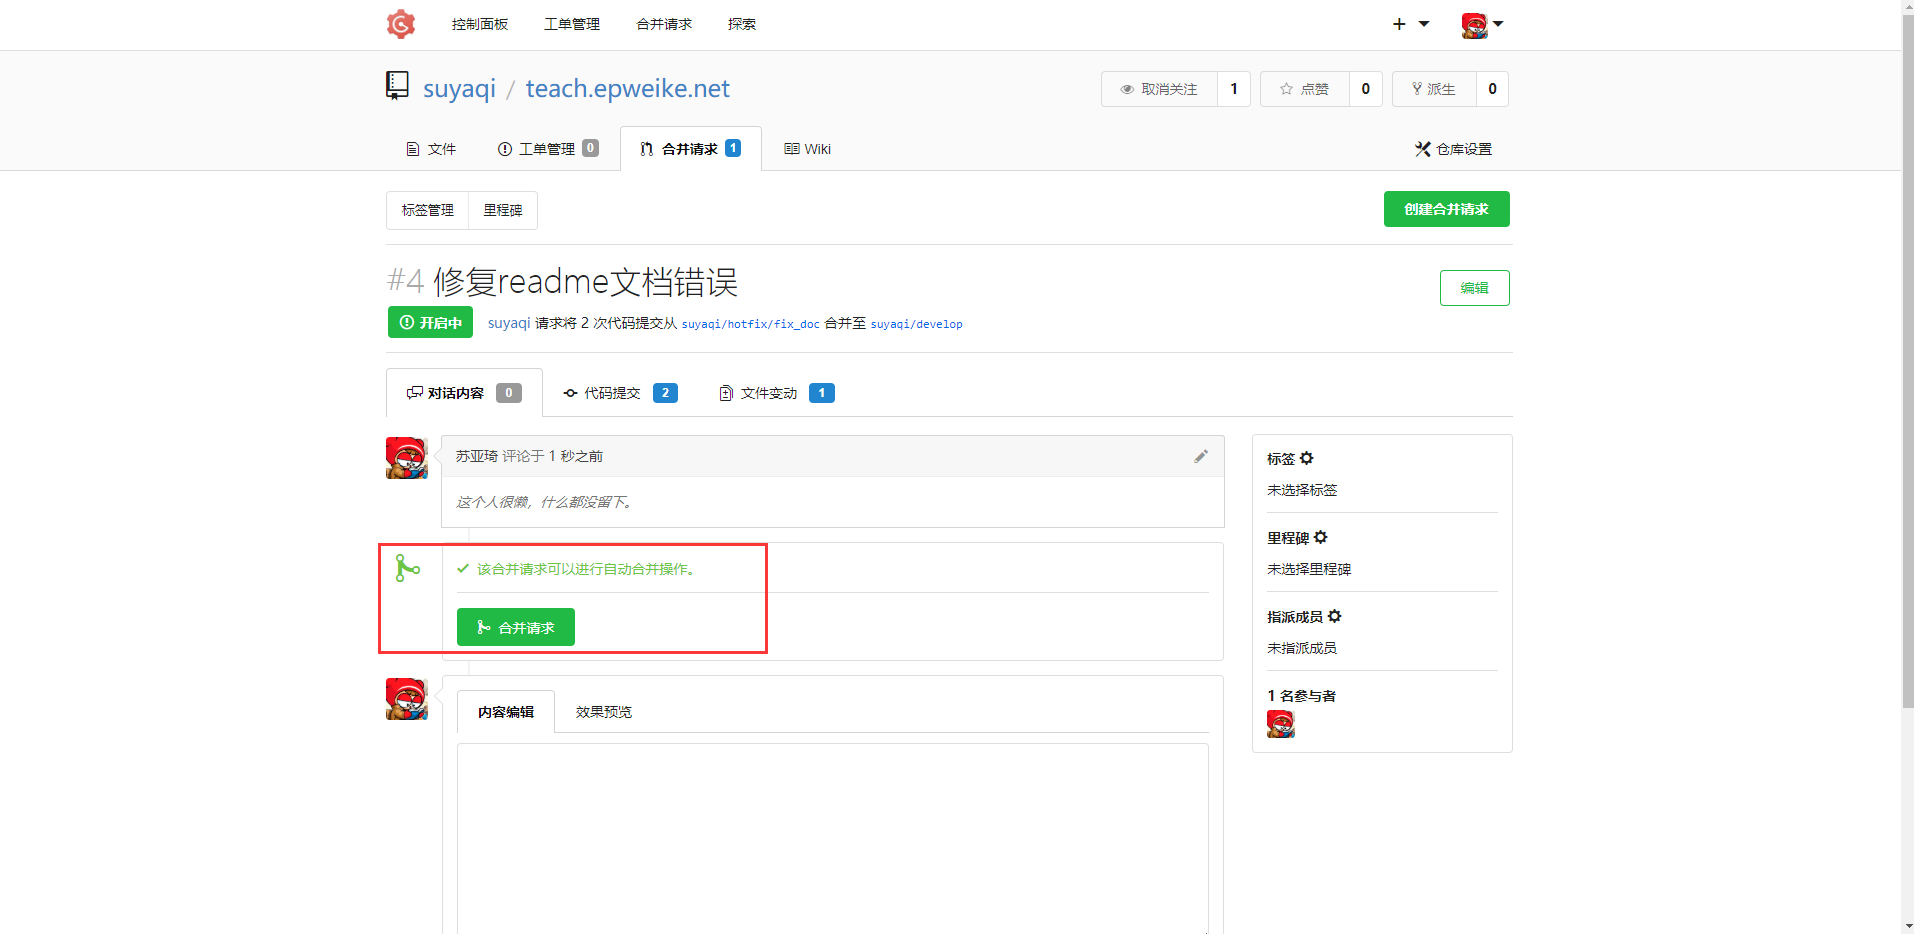 控制面板 工单管理 合并请求 探索
suyaqi / teach.epweike.net 取消关注 1 点赞 0 派生 0
文件 工单管理 0 合并请求 1 Wiki 仓库设置
标签管理 里程碑 创建合并请求
#4 修复readme文档错误 编辑
开启中 suyaqi 请求将 2 次代码提交从 suyaqi/hotfix/fix_doc 合并至 suyaqi/develop
对话内容 0 代码提交 2 文件变动 1
苏亚琦 评论于 1 秒之前
这个人很懒，什么都没留下。
该合并请求可以进行自动合并操作。
合并请求
内容编辑 效果预览
标签
未选择标签
里程碑
未选择里程碑
指派成员
未指派成员
1 名参与者